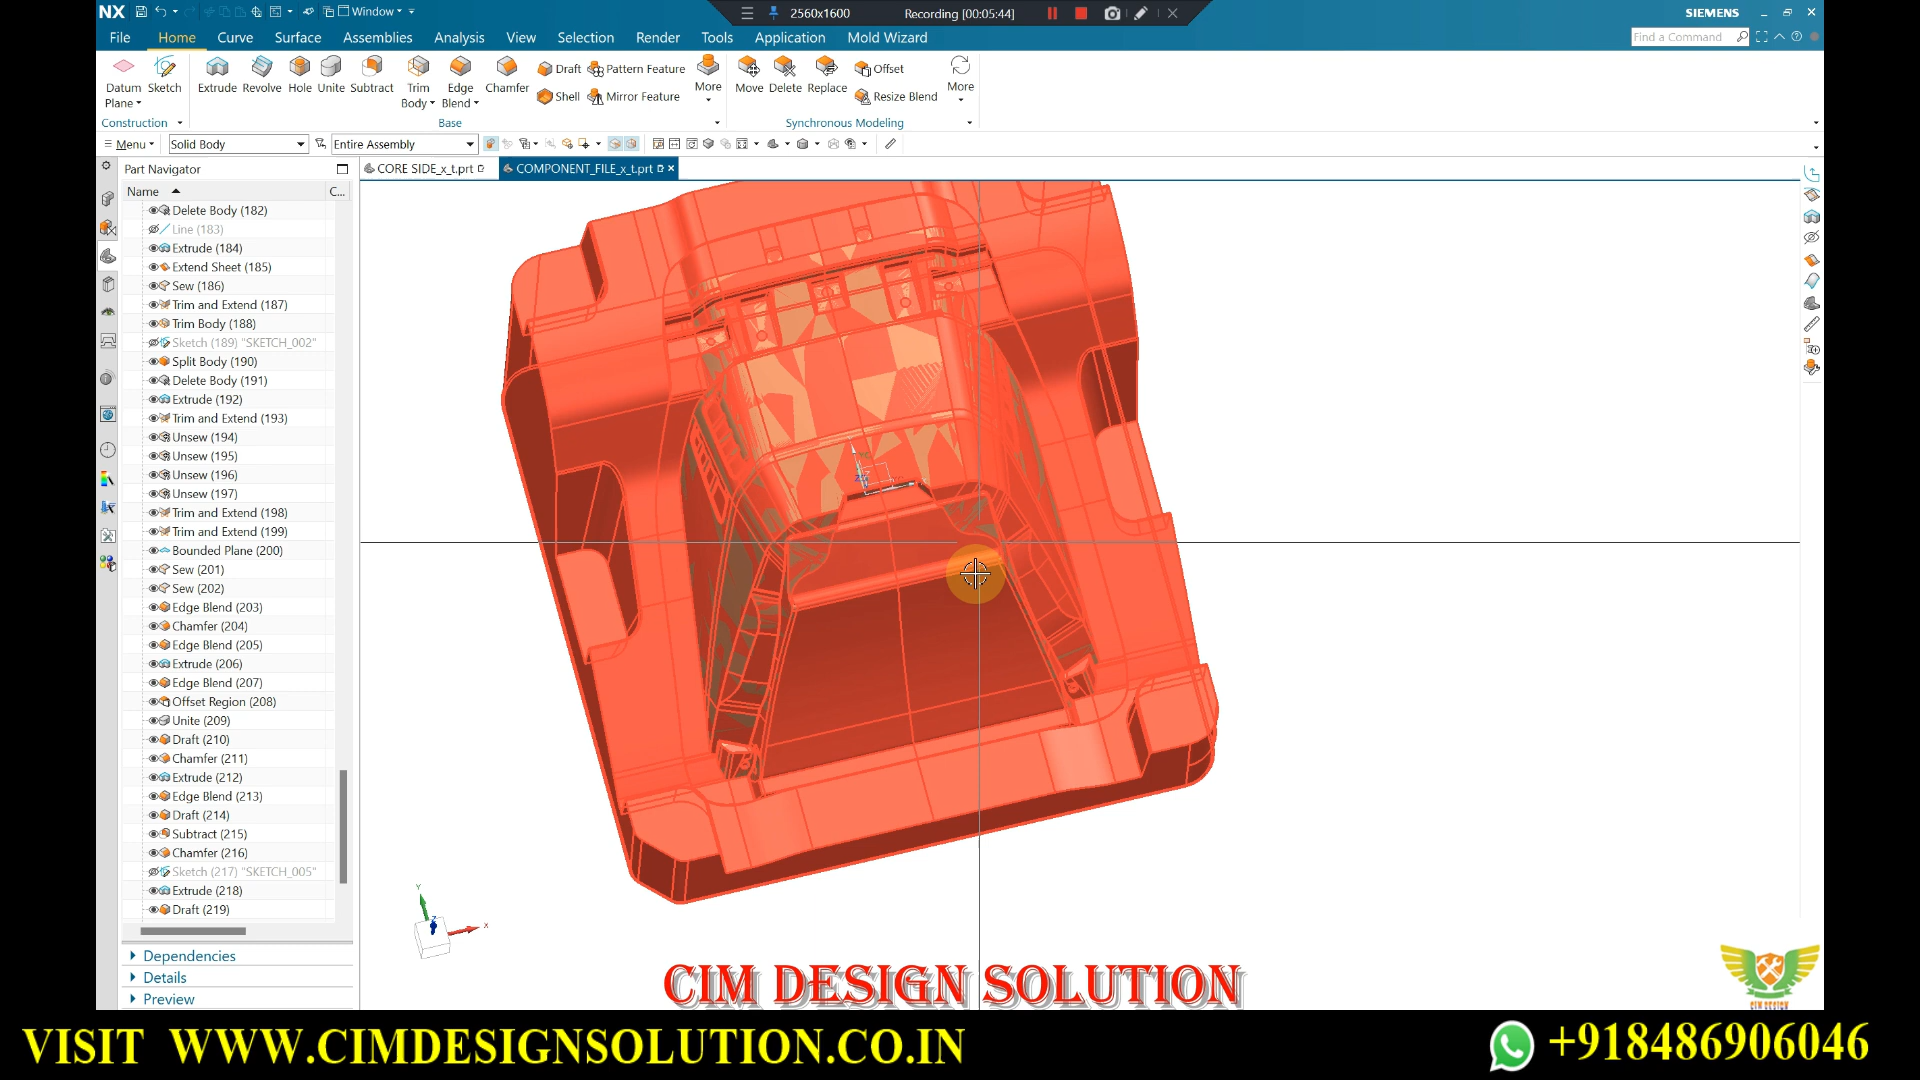 NX Window 2560x1600 Recording [00:05:44] SIEMENS
File Home Curve Surface Assemblies Analysis View Selection Render Tools Application Mold Wizard Find a Command
Datum Plane Sketch Extrude Revolve Hole Unite Subtract Trim Body Edge Blend Chamfer Draft Pattern Feature Shell Mirror Feature More Move Delete Replace Offset Resize Blend More
Construction Base Synchronous Modeling
Menu Solid Body Entire Assembly
Part Navigator CORE SIDE_x_t.prt COMPONENT_FILE_x_t.prt
Name C...
Delete Body (182)
Line (183)
Extrude (184)
Extend Sheet (185)
Sew (186)
Trim and Extend (187)
Trim Body (188)
Sketch (189) "SKETCH_002"
Split Body (190)
Delete Body (191)
Extrude (192)
Trim and Extend (193)
Unsew (194)
Unsew (195)
Unsew (196)
Unsew (197)
Trim and Extend (198)
Trim and Extend (199)
Bounded Plane (200)
Sew (201)
Sew (202)
Edge Blend (203)
Chamfer (204)
Edge Blend (205)
Extrude (206)
Edge Blend (207)
Offset Region (208)
Unite (209)
Draft (210)
Chamfer (211)
Extrude (212)
Edge Blend (213)
Draft (214)
Subtract (215)
Chamfer (216)
Sketch (217) "SKETCH_005"
Extrude (218)
Draft (219)
Dependencies
Details
Preview
Y
X
Z
CIM DESIGN SOLUTION
CIM DESIGN
VISIT WWW.CIMDESIGNSOLUTION.CO.IN
+918486906046